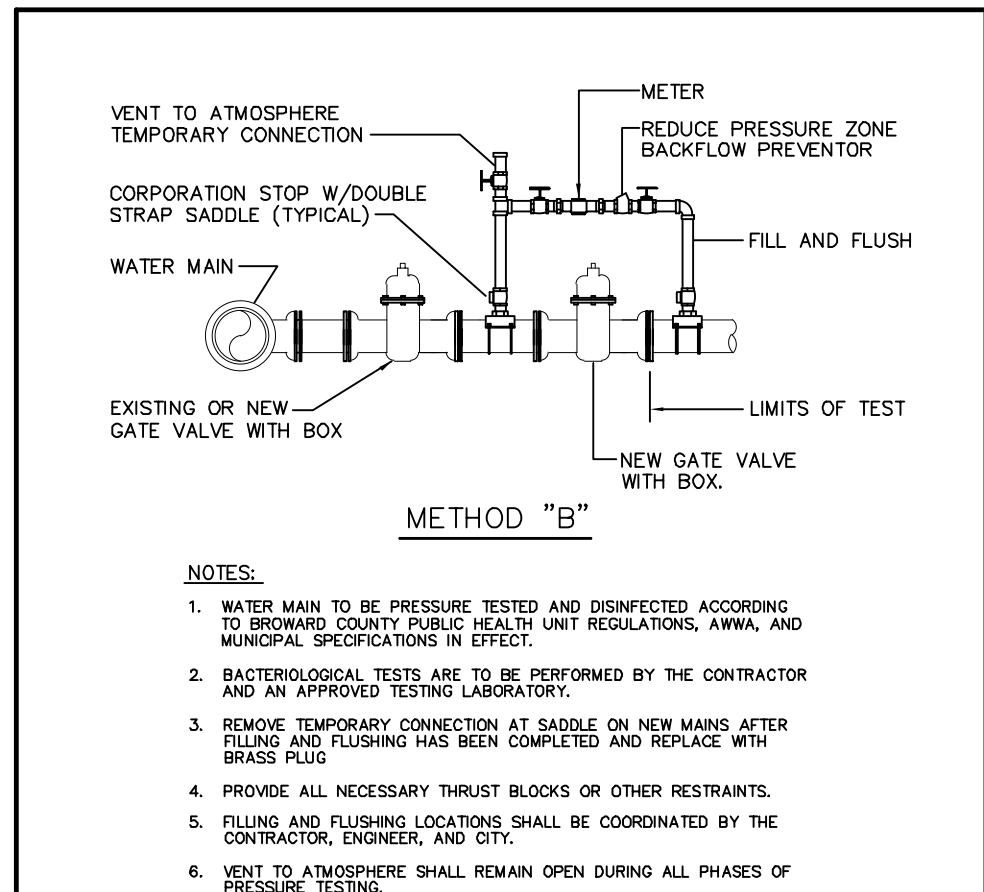 VENT TO ATMOSPHERE
TEMPORARY CONNECTION
CORPORATION STOP W/DOUBLE
STRAP SADDLE (TYPICAL)
WATER MAIN
METER
REDUCE PRESSURE ZONE
BACKFLOW PREVENTOR
FILL AND FLUSH
EXISTING OR NEW
GATE VALVE WITH BOX
LIMITS OF TEST
NEW GATE VALVE
WITH BOX.
METHOD "B"
NOTES:
1. WATER MAIN TO BE PRESSURE TESTED AND DISINFECTED ACCORDING
TO BROWARD COUNTY PUBLIC HEALTH UNIT REGULATIONS, AWWA, AND
MUNICIPAL SPECIFICATIONS IN EFFECT.
2. BACTERIOLOGICAL TESTS ARE TO BE PERFORMED BY THE CONTRACTOR
AND AN APPROVED TESTING LABORATORY.
3. REMOVE TEMPORARY CONNECTION AT SADDLE ON NEW MAINS AFTER
FILLING AND FLUSHING HAS BEEN COMPLETED AND REPLACE WITH
BRASS PLUG
4. PROVIDE ALL NECESSARY THRUST BLOCKS OR OTHER RESTRAINTS.
5. FILLING AND FLUSHING LOCATIONS SHALL BE COORDINATED BY THE
CONTRACTOR, ENGINEER, AND CITY.
6. VENT TO ATMOSPHERE SHALL REMAIN OPEN DURING ALL PHASES OF
PRESSURE TESTING.